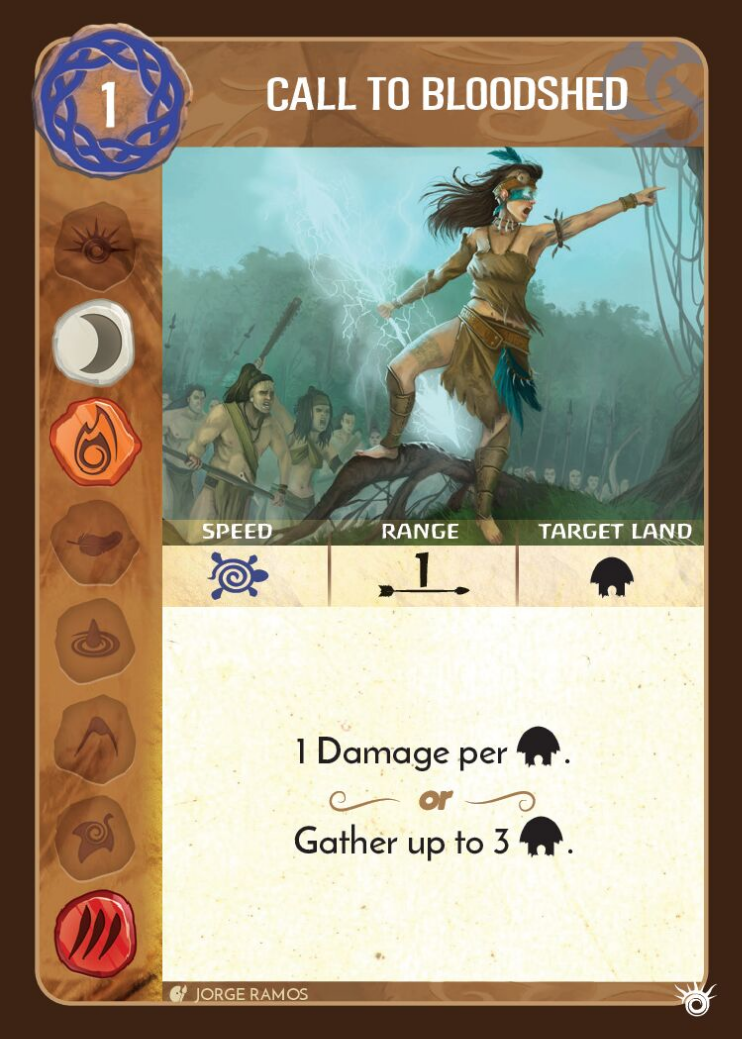 1
CALL TO BLOODSHED
SPEED RANGE TARGET LAND
1
1 Damage per .
or
Gather up to 3 .
JORGE RAMOS